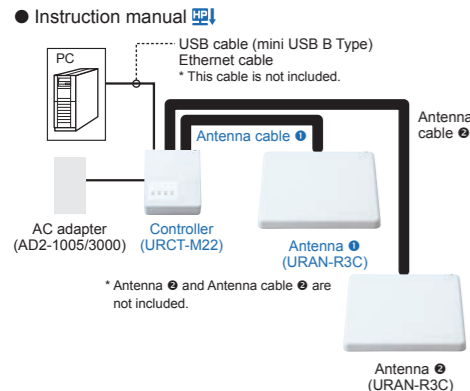 ● Instruction manual HP
PC
USB cable (mini USB B Type)
Ethernet cable
* This cable is not included.
Antenna
cable ❷
Antenna cable ❶
AC adapter
(AD2-1005/3000)
Controller
(URCT-M22)
Antenna ❶
(URAN-R3C)
* Antenna ❷ and Antenna cable ❷ are
not included.
Antenna ❷
(URAN-R3C)